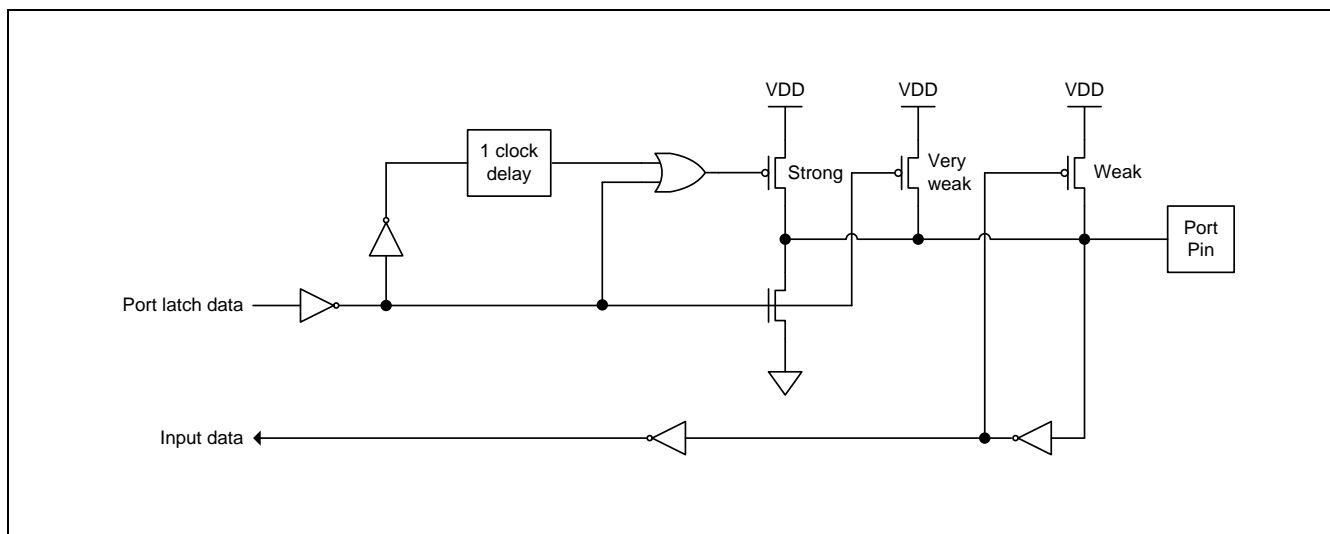 VDD
VDD
VDD
1 clock
delay
Strong
Very
weak
Weak
Port
Pin
Port latch data
Input data